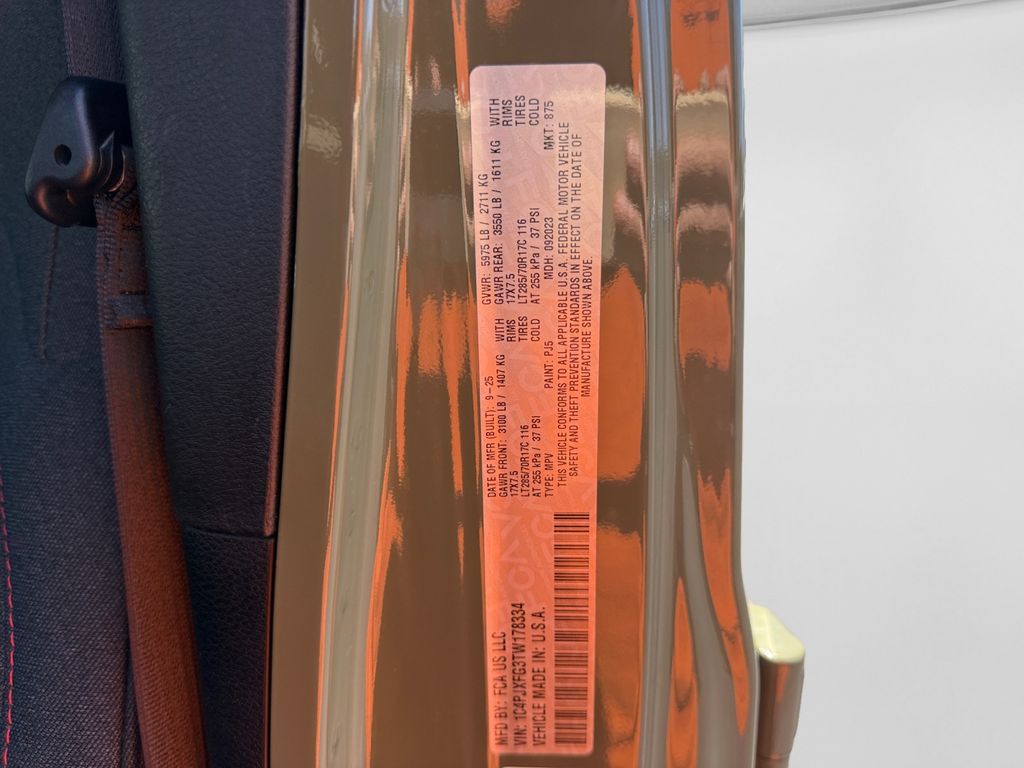 MFD BY: FCA US LLC
VIN: 1C4PJXFG3TW178334
VEHICLE MADE IN: U.S.A.
DATE OF MFR (BUILT): 9-25 GVWR: 5975 LB / 2711 KG
GAWR FRONT: 3100 LB / 1407 KG WITH GAWR REAR: 3550 LB / 1611 KG WITH
17X7.5 RIMS 17X7.5 RIMS
LT285/70R17C 116 TIRES LT285/70R17C 116 TIRES
AT 255 kPa / 37 PSI COLD AT 255 kPa / 37 PSI COLD
TYPE: MPV PAINT: PJ5 MDH: 092023 MKT: 875
THIS VEHICLE CONFORMS TO ALL APPLICABLE U.S.A. FEDERAL MOTOR VEHICLE
SAFETY AND THEFT PREVENTION STANDARDS IN EFFECT ON THE DATE OF
MANUFACTURE SHOWN ABOVE.